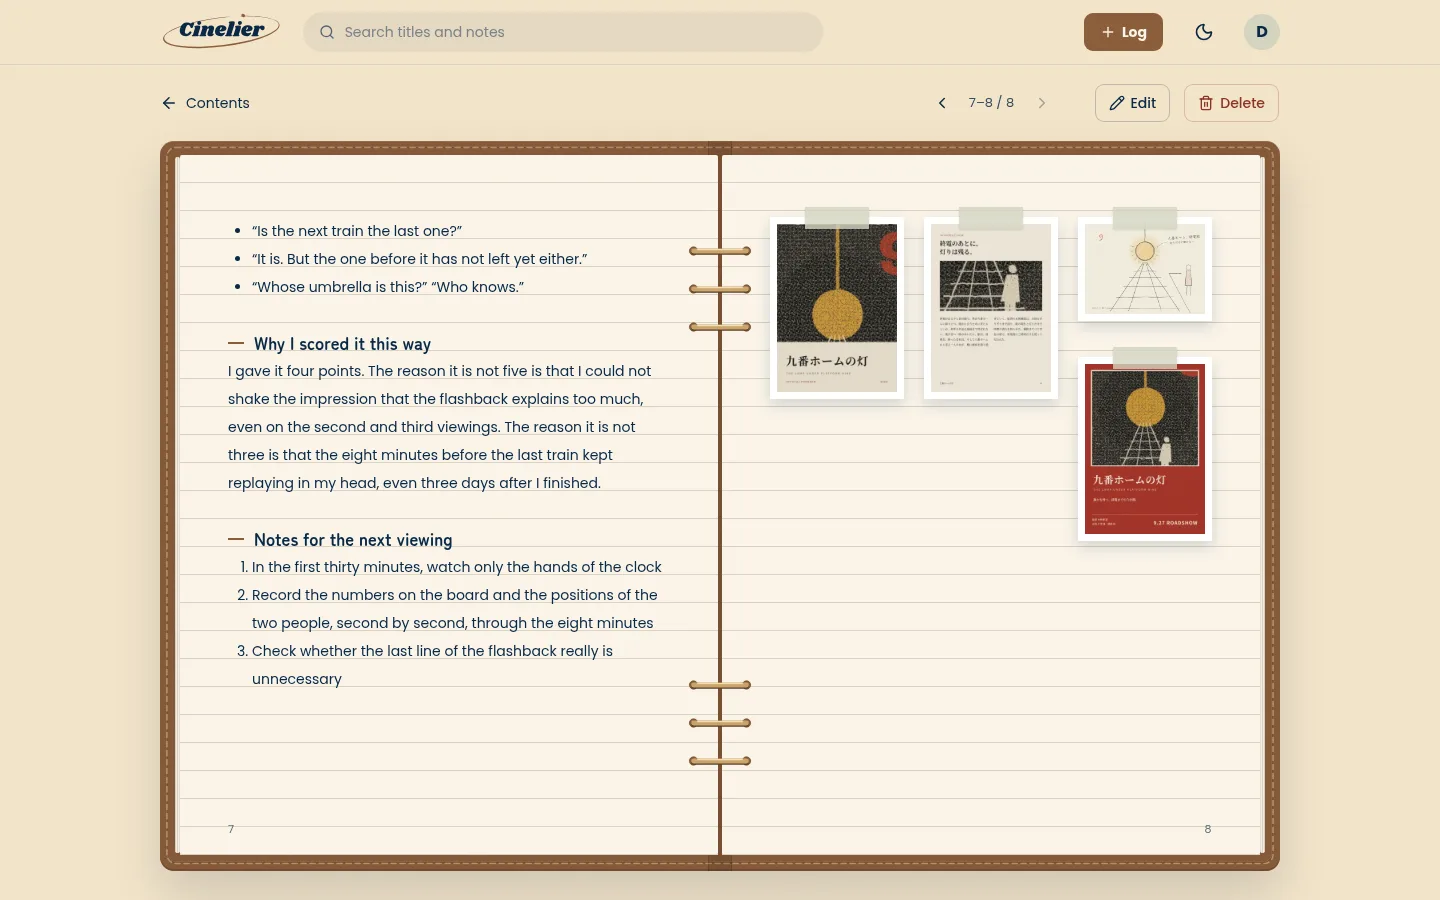 Cinelier
Search titles and notes
Log
D
Contents
7–8 / 8
Edit
Delete
“Is the next train the last one?”
“It is. But the one before it has not left yet either.”
“Whose umbrella is this?” “Who knows.”
Why I scored it this way
I gave it four points. The reason it is not five is that I could not
shake the impression that the flashback explains too much,
even on the second and third viewings. The reason it is not
three is that the eight minutes before the last train kept
replaying in my head, even three days after I finished.
Notes for the next viewing
1. In the first thirty minutes, watch only the hands of the clock
2. Record the numbers on the board and the positions of the
two people, second by second, through the eight minutes
3. Check whether the last line of the flashback really is
unnecessary
7
9
九番ホームの灯
終電のあとに、
灯りは残る。
9
九番ホームの灯
9.27 ROADSHOW
8